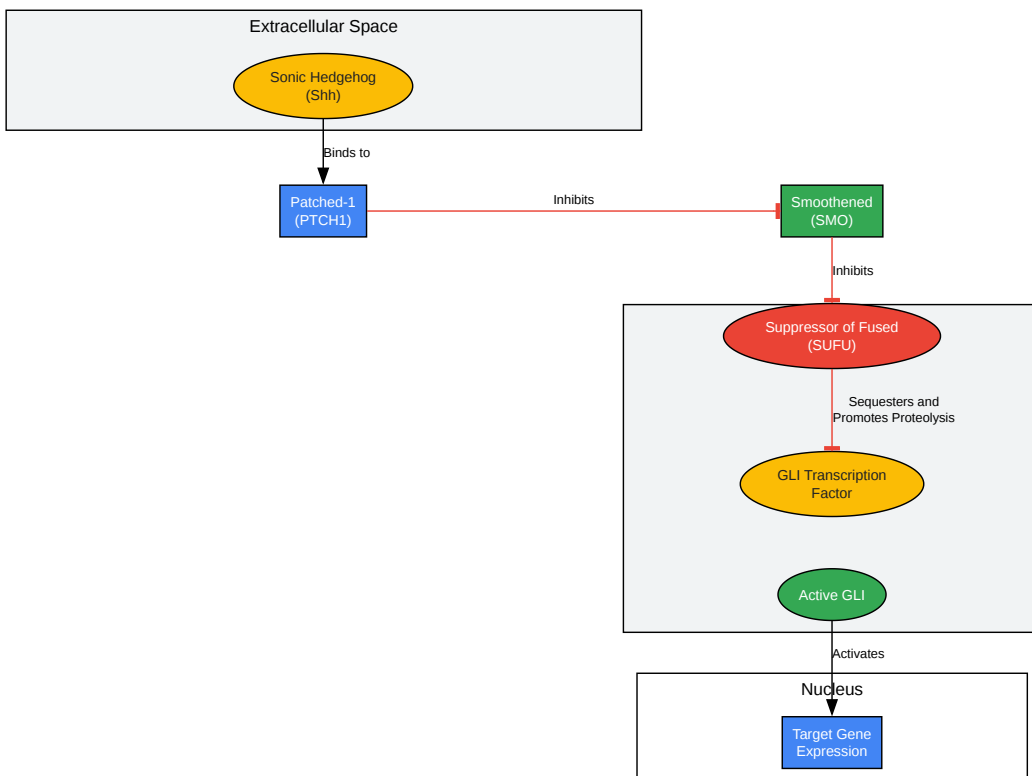 Extracellular Space
Sonic Hedgehog
(Shh)
Binds to
Patched-1
(PTCH1)
Inhibits
Smoothened
(SMO)
Inhibits
Suppressor of Fused
(SUFU)
Sequesters and
Promotes Proteolysis
GLI Transcription
Factor
Active GLI
Activates
Nucleus
Target Gene
Expression